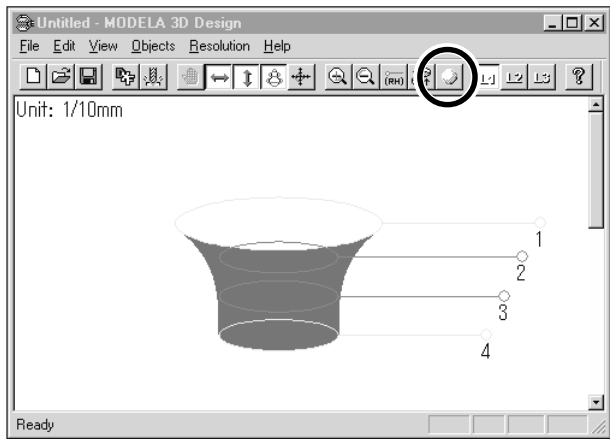 Untitled - MODELA 3D Design
File Edit View Objects Resolution Help
(RH) L1 L2 L3 ?
Unit: 1/10mm
1
2
3
4
Ready